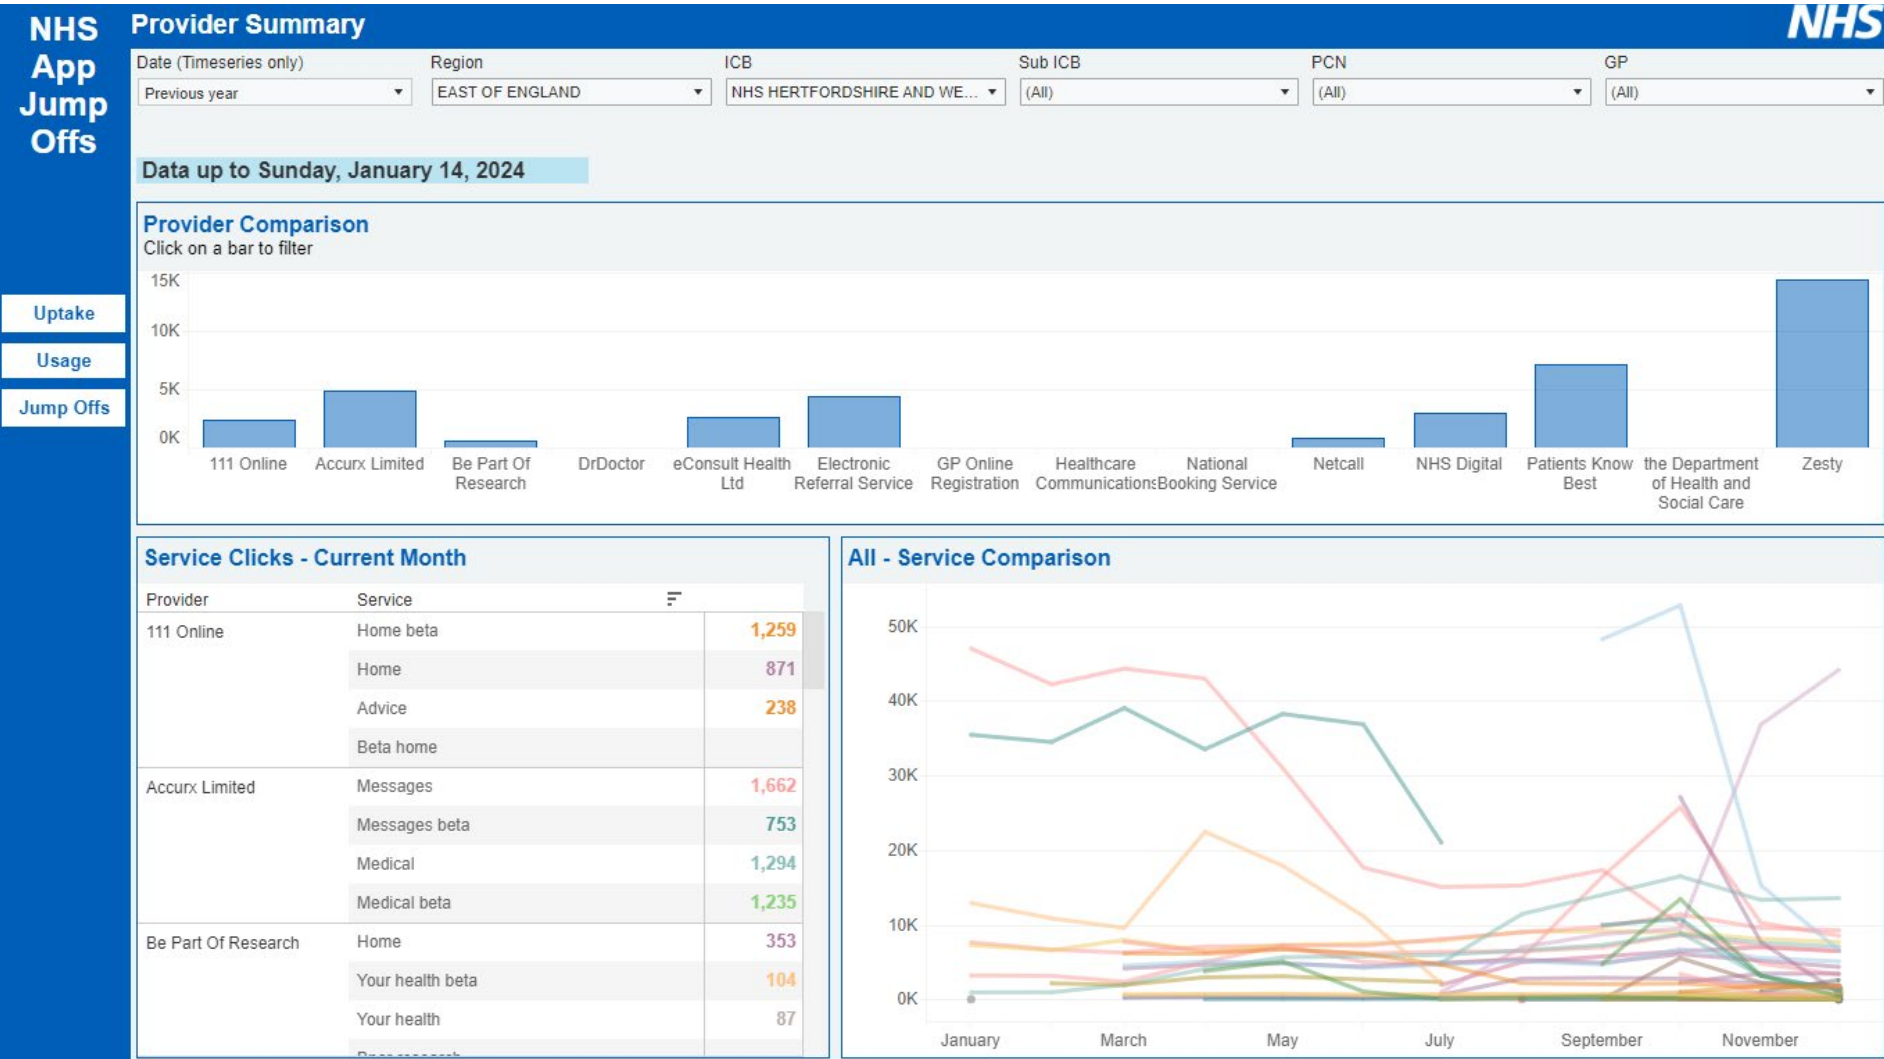 NHS
App
Jump
Offs
Provider Summary
NHS
Date (Timeseries only)
Region
ICB
Sub ICB
PCN
GP
Previous year
EAST OF ENGLAND
NHS HERTFORDSHIRE AND WE...
(All)
(All)
(All)
Data up to Sunday, January 14, 2024
Uptake
Usage
Jump Offs
Provider Comparison
Click on a bar to filter
15K
10K
5K
0K
111 Online
Accurx Limited
Be Part Of
Research
DrDoctor
eConsult Health
Ltd
Electronic
Referral Service
GP Online
Registration
Healthcare
Communications
National
Booking Service
Netcall
NHS Digital
Patients Know
Best
the Department
of Health and
Social Care
Zesty
Service Clicks - Current Month
Provider Service
111 Online Home beta 1,259
Home 871
Advice 238
Beta home
Accurx Limited Messages 1,662
Messages beta 753
Medical 1,294
Medical beta 1,235
Be Part Of Research Home 353
Your health beta 104
Your health 87
All - Service Comparison
50K
40K
30K
20K
10K
0K
January March May July September November